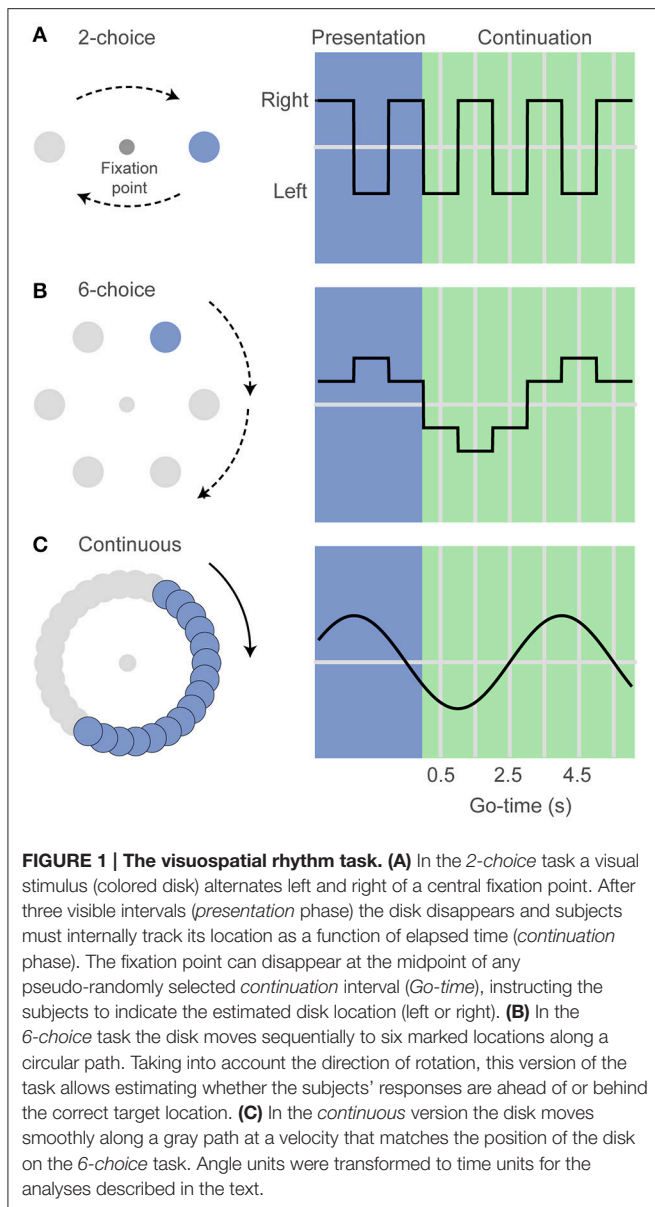 A 2-choice
Presentation Continuation
Right
Left
Fixation
point
B 6-choice
C Continuous
0.5 2.5 4.5
Go-time (s)
FIGURE 1 | The visuospatial rhythm task. (A) In the 2-choice task a visual
stimulus (colored disk) alternates left and right of a central fixation point. After
three visible intervals (presentation phase) the disk disappears and subjects
must internally track its location as a function of elapsed time (continuation
phase). The fixation point can disappear at the midpoint of any
pseudo-randomly selected continuation interval (Go-time), instructing the
subjects to indicate the estimated disk location (left or right). (B) In the
6-choice task the disk moves sequentially to six marked locations along a
circular path. Taking into account the direction of rotation, this version of the
task allows estimating whether the subjects' responses are ahead of or behind
the correct target location. (C) In the continuous version the disk moves
smoothly along a gray path at a velocity that matches the position of the disk
on the 6-choice task. Angle units were transformed to time units for the
analyses described in the text.